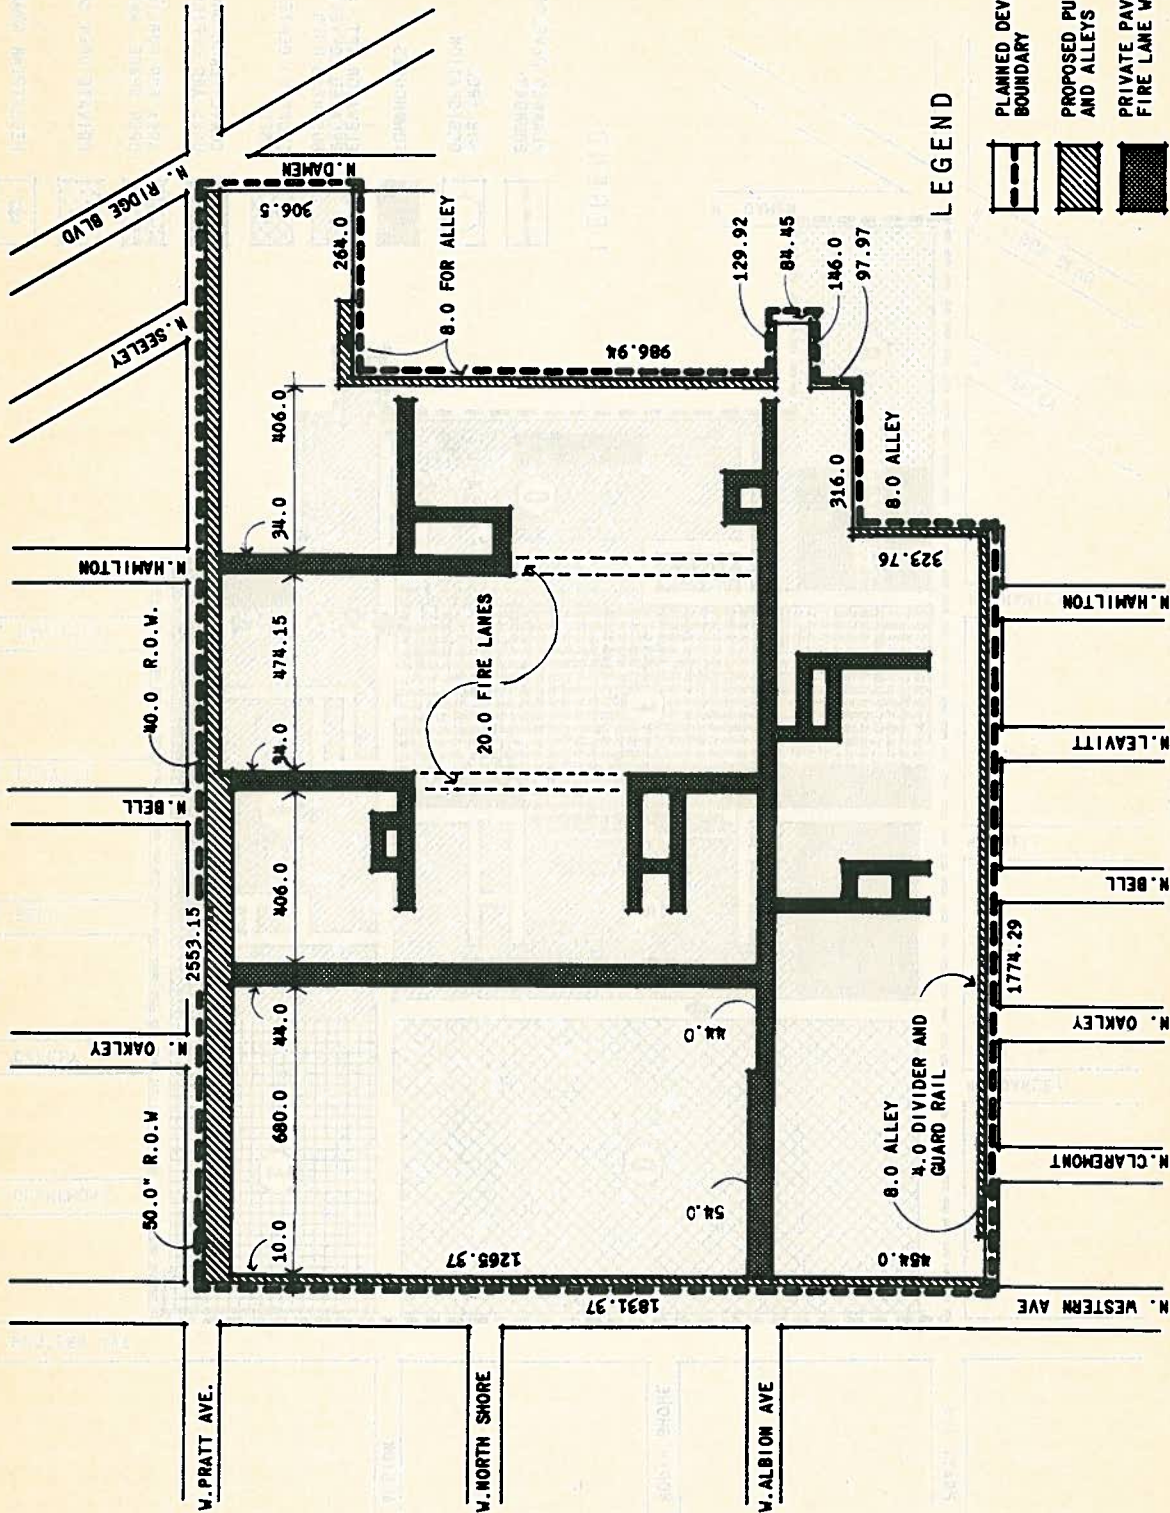 W.PRATT AVE.
W.NORTH SHORE
W.ALBION AVE
N. WESTERN AVE
N. OAKLEY
N. BELL
N.HAMILTON
N.SEELEY
N. RIDGE BLVD
N.DAMEN
50.0" R.O.W
2553.15
40.0 R.O.W.
10.0
680.0
44.0
406.0
34.0
474.15
34.0
406.0
306.5
264.0
8.0 FOR ALLEY
986.94
129.92
84.45
146.0
97.97
316.0
8.0 ALLEY
323.76
20.0 FIRE LANES
1265.37
1831.37
54.0
44.0
454.0
8.0 ALLEY
4.0 DIVIDER AND
GUARD RAIL
1774.29
N.CLAREMONT
N. OAKLEY
N.BELL
N.LEAVITT
N.HAMILTON
LEGEND
PLANNED DEV
BOUNDARY
PROPOSED PU
AND ALLEYS
PRIVATE PAV
FIRE LANE W